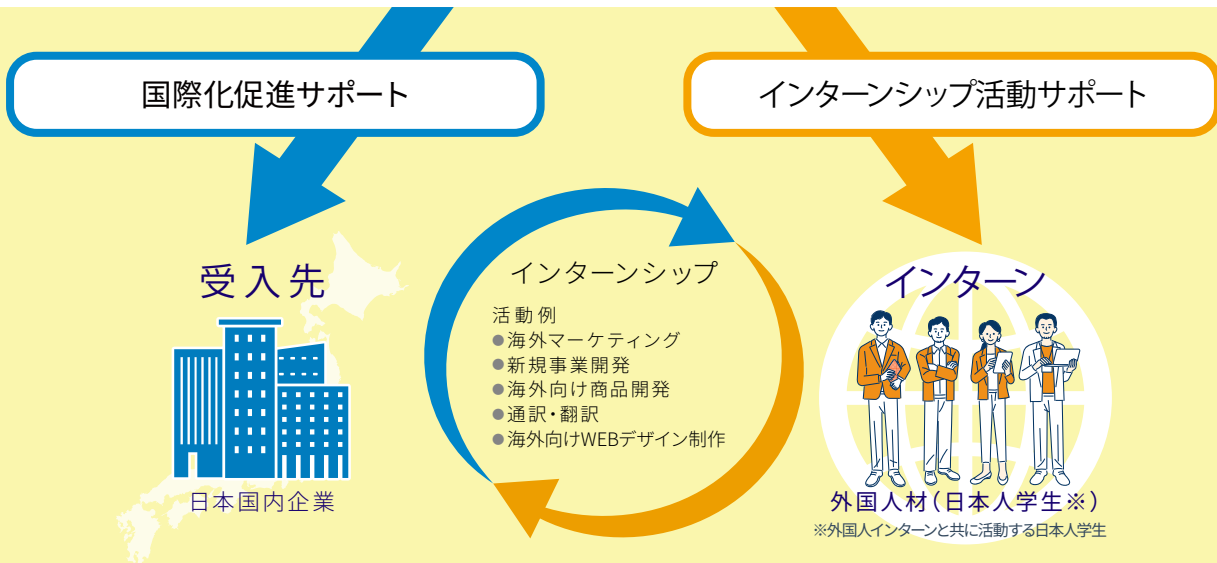 国際化促進サポート
インターンシップ活動サポート
受入先
日本国内企業
インターンシップ
活動例
●海外マーケティング
●新規事業開発
●海外向け商品開発
●通訳・翻訳
●海外向けWEBデザイン制作
インターン
外国人材(日本人学生※)
※外国人インターンと共に活動する日本人学生